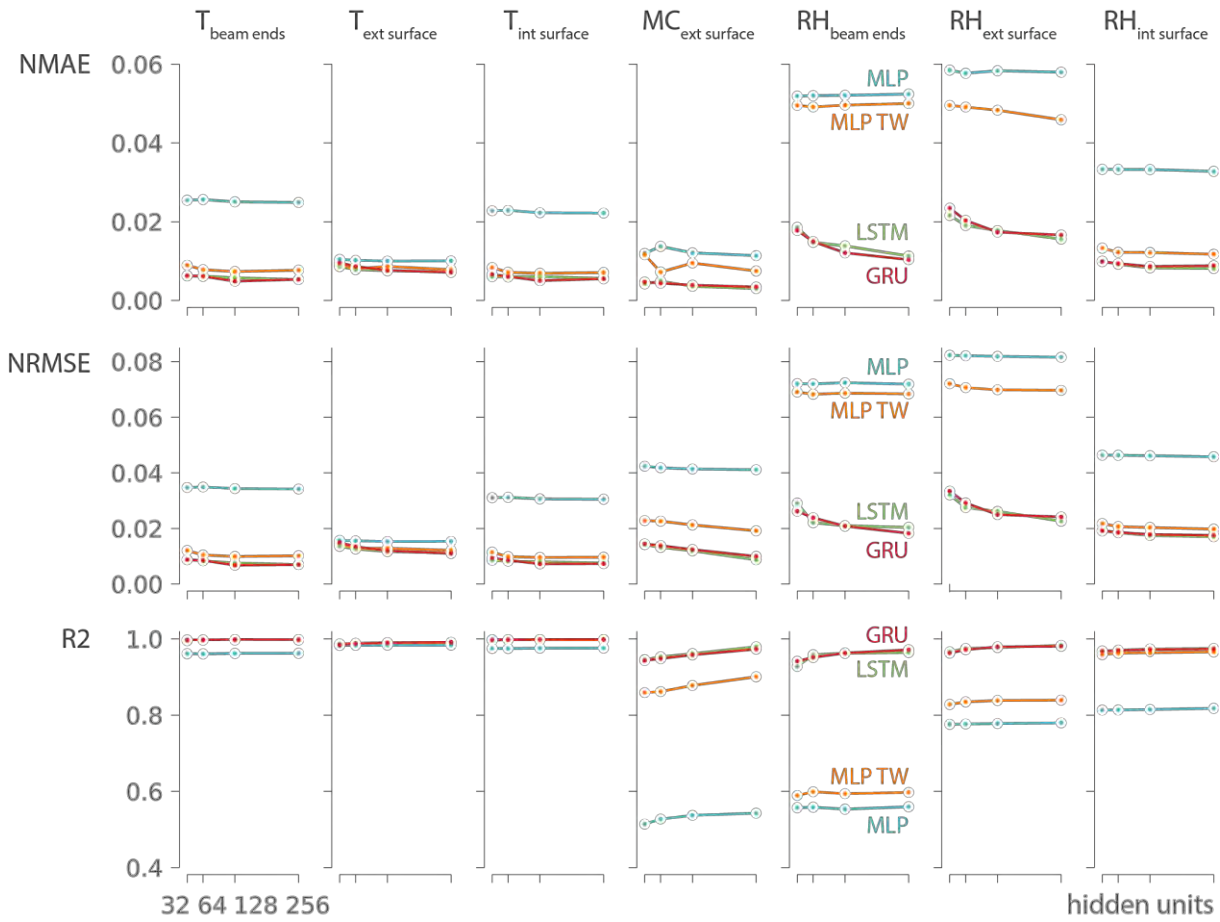 T beam ends T ext surface T int surface MC ext surface RH beam ends RH ext surface RH int surface
NMAE 0.06
MLP
MLP TW
0.04
0.02
LSTM
GRU
0.00
NRMSE 0.08
MLP
MLP TW
0.06
0.04
LSTM
0.02
GRU
0.00
R2 1.0
GRU
LSTM
0.8
MLP TW
0.6
MLP
0.4
32 64 128 256 hidden units